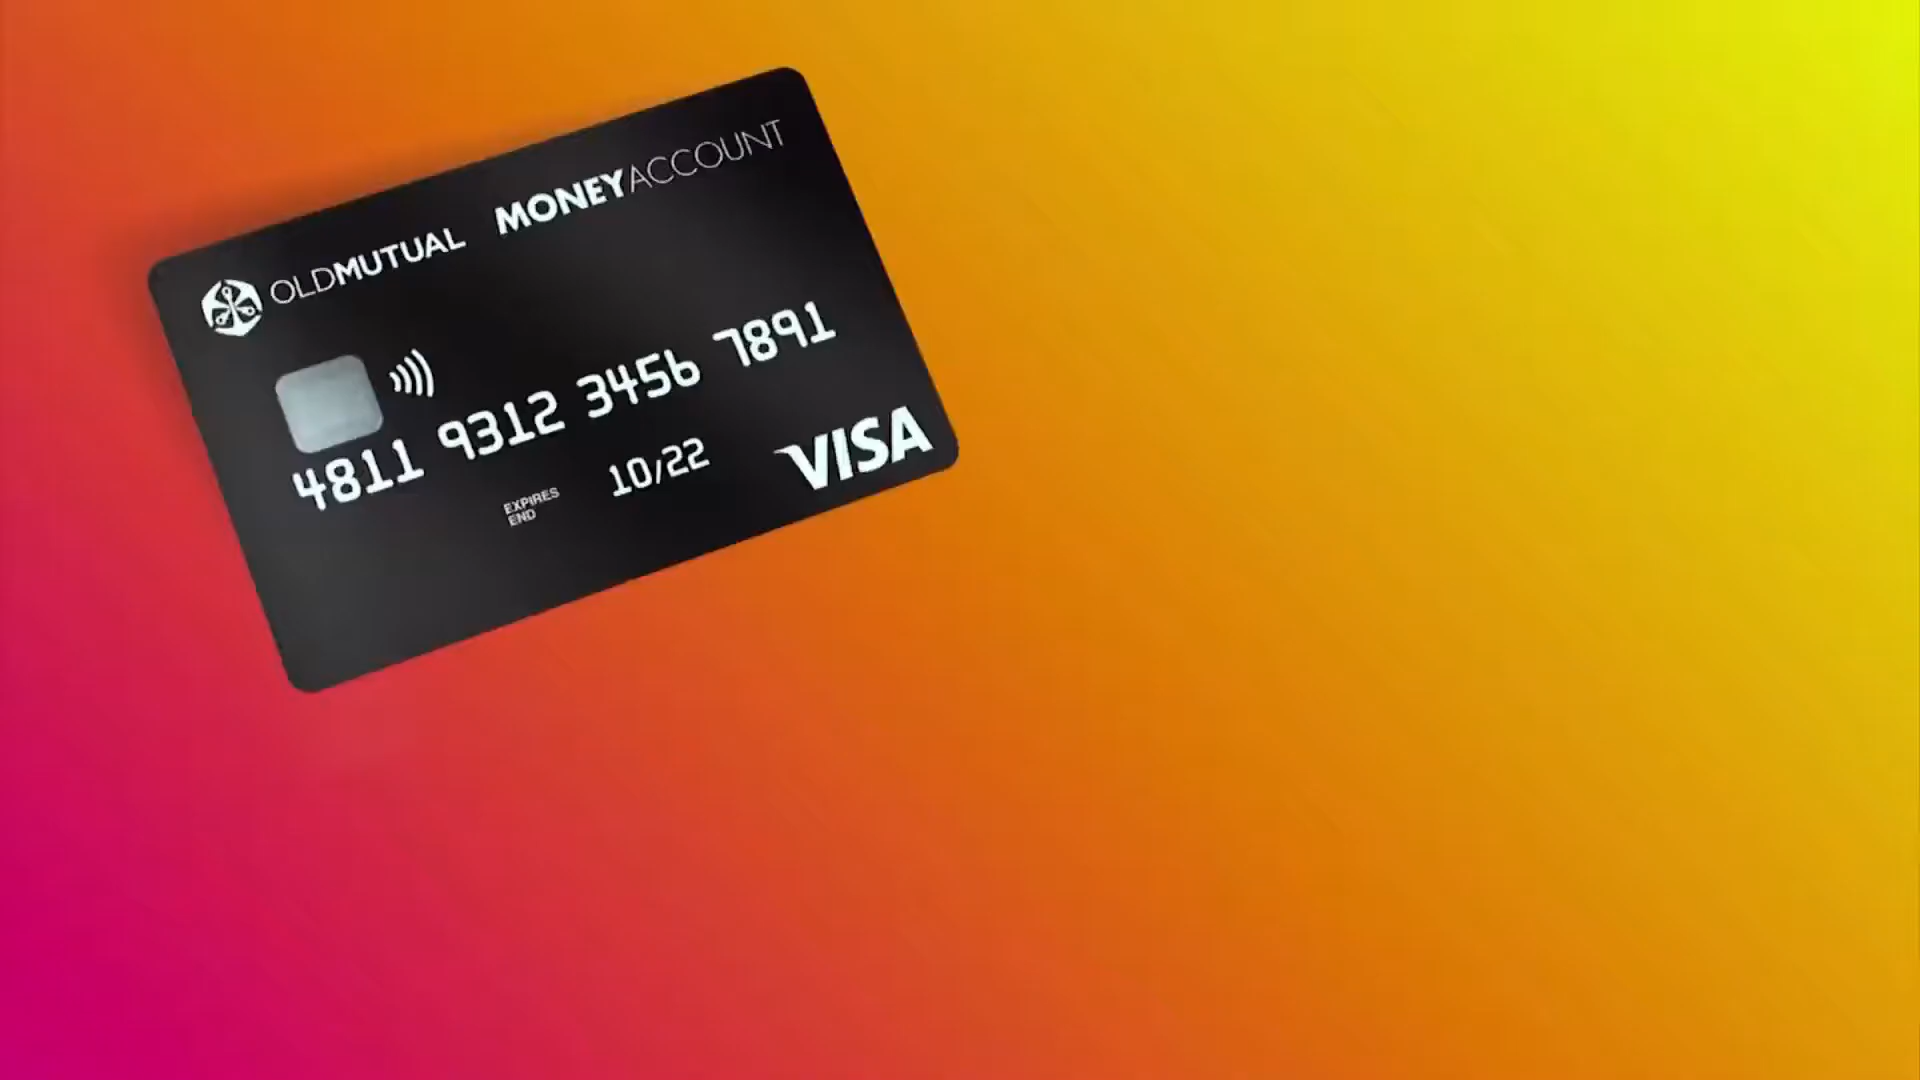 OLDMUTUAL MONEYACCOUNT
4811 9312 3456 7891
EXPIRES
END
10/22
VISA